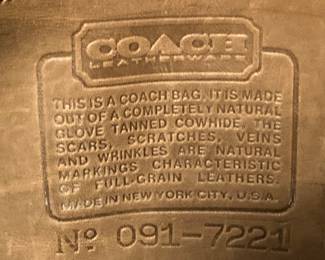 COACH
LEATHERWARE
THIS IS A COACH BAG. IT IS MADE
OUT OF A COMPLETELY NATURAL
GLOVE TANNED COWHIDE, THE
SCARS, SCRATCHES, VEINS
AND WRINKLES ARE NATURAL
MARKINGS CHARACTERISTIC
OF FULL GRAIN LEATHERS.
MADE IN NEW YORK CITY, U.S.A.
Nº 091-7221